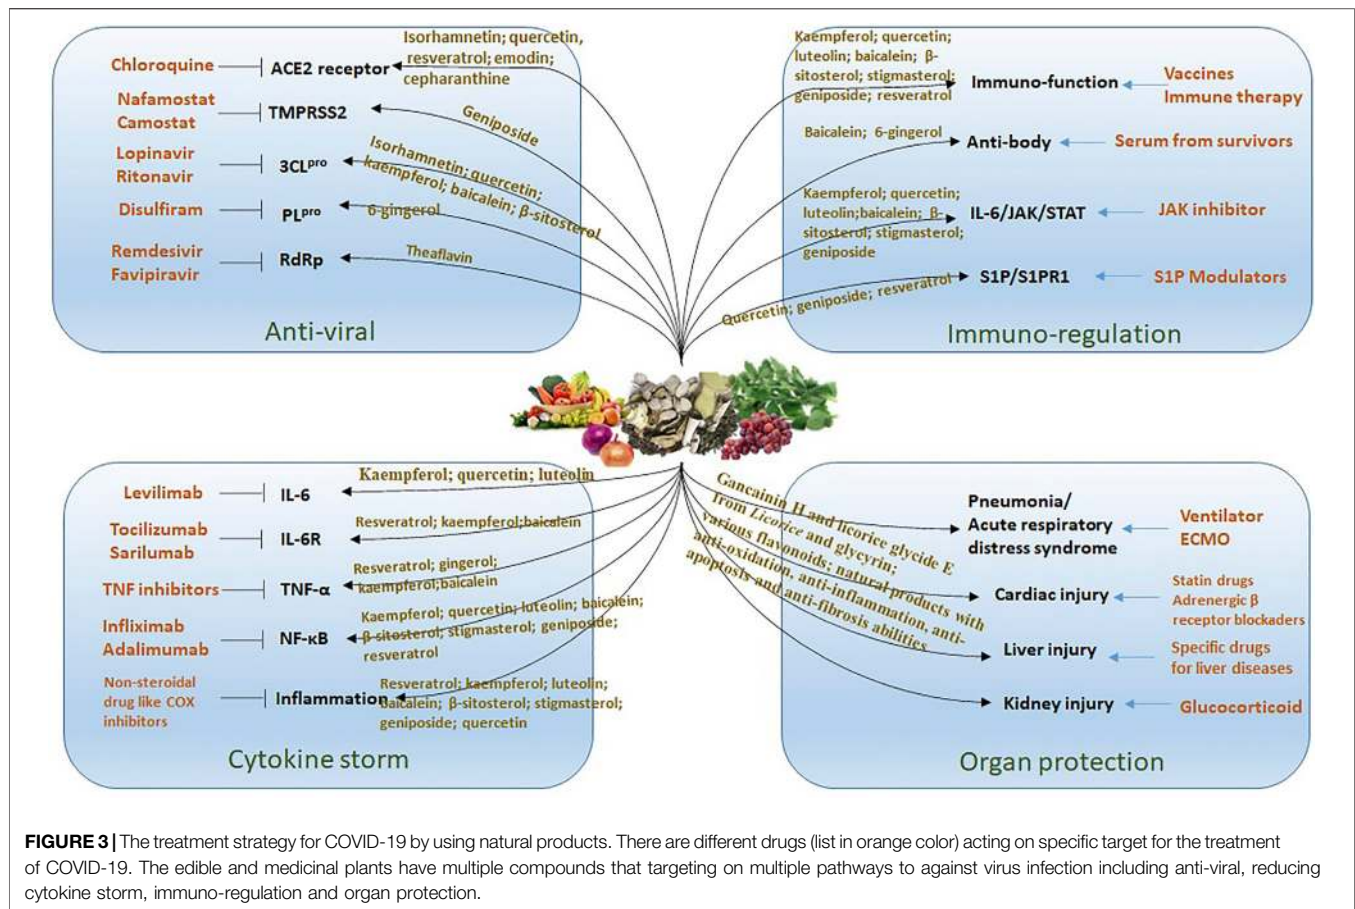 Chloroquine
ACE2 receptor
Isorhamnetin; quercetin,
resveratrol; emodin;
cepharanthine
Nafamostat
Camostat
TMPRSS2
Geniposide
Lopinavir
Ritonavir
3CLpro
Isorhamnetin; quercetin;
kaempferol; baicalein; β-sitosterol
Disulfiram
PLpro
6-gingerol
Remdesivir
Favipiravir
RdRp
Theaflavin
Anti-viral
Kaempferol; quercetin;
luteolin; baicalein; β-
sitosterol; stigmasterol;
geniposide; resveratrol
Immuno-function
Vaccines
Immune therapy
Baicalein; 6-gingerol
Anti-body
Serum from survivors
Kaempferol; quercetin;
luteolin;baicalein; β-
sitosterol; stigmasterol;
geniposide
IL-6/JAK/STAT
JAK inhibitor
Quercetin; geniposide; resveratrol
S1P/S1PR1
S1P Modulators
Immuno-regulation
Levilimab
IL-6
Kaempferol; quercetin; luteolin
Tocilizumab
Sarilumab
IL-6R
Resveratrol; kaempferol;baicalein
TNF inhibitors
TNF-α
Resveratrol; gingerol;
kaempferol;baicalein
Infliximab
Adalimumab
NF-κB
Kaempferol; quercetin; luteolin; baicalein;
β-sitosterol; stigmasterol; geniposide;
resveratrol
Non-steroidal
drug like COX
inhibitors
Inflammation
Resveratrol; kaempferol; luteolin;
Baicalein; β-sitosterol; stigmasterol;
geniposide; quercetin
Cytokine storm
Gancainin H and licorice glycide E
from Licorice and glycyrin;
various flavonoids; natural products with
anti-oxidation, anti-inflammation, anti-
apoptosis and anti-fibrosis abilities
Pneumonia/
Acute respiratory
distress syndrome
Ventilator
ECMO
Cardiac injury
Statin drugs
Adrenergic β
receptor blockaders
Liver injury
Specific drugs
for liver diseases
Kidney injury
Glucocorticoid
Organ protection
FIGURE 3 | The treatment strategy for COVID-19 by using natural products. There are different drugs (list in orange color) acting on specific target for the treatment
of COVID-19. The edible and medicinal plants have multiple compounds that targeting on multiple pathways to against virus infection including anti-viral, reducing
cytokine storm, immuno-regulation and organ protection.